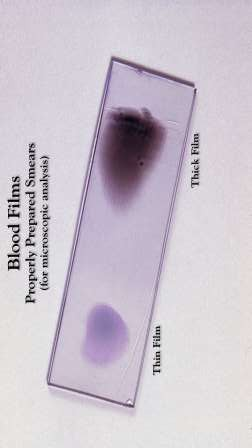 Blood Films
Properly Prepared Smears
(for microscopic analysis)
Thin Film
Thick Film